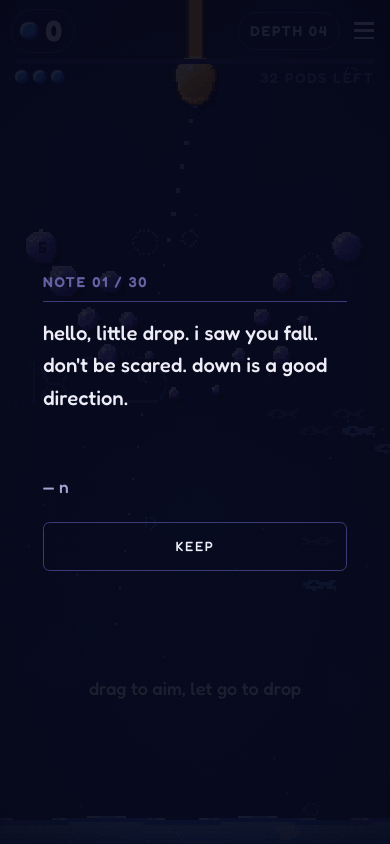 0 DEPTH 04
32 PODS LEFT
NOTE 01 / 30
hello, little drop. i saw you fall.
don't be scared. down is a good
direction.
— n
KEEP
drag to aim, let go to drop